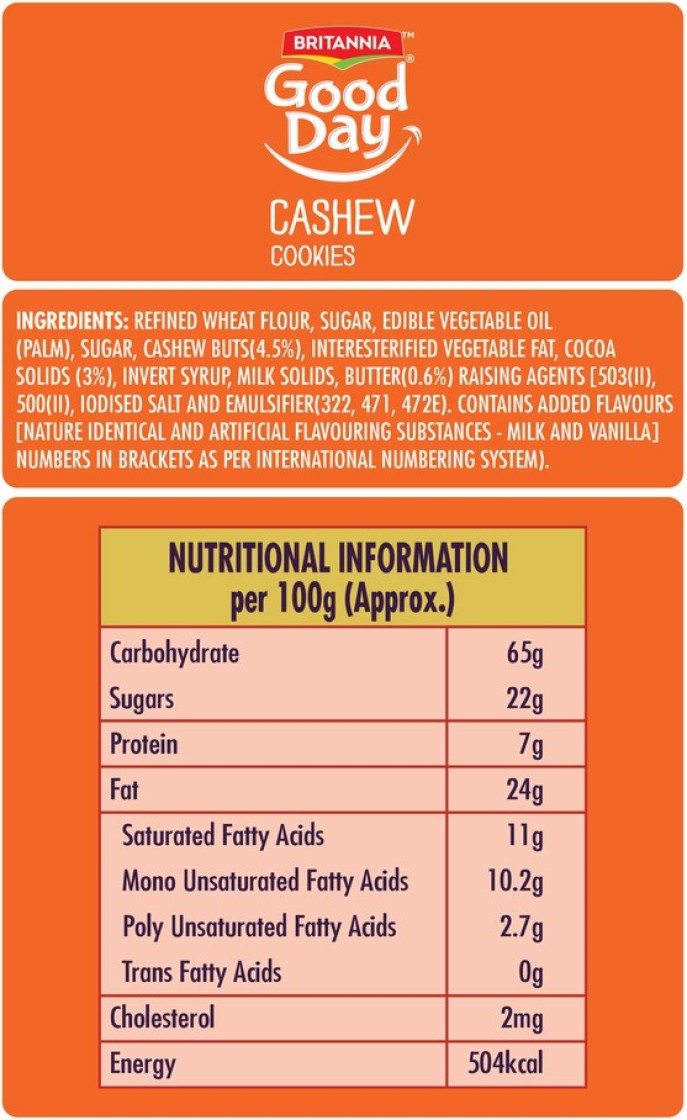 BRITANNIA™
Good®
Day
CASHEW
COOKIES
INGREDIENTS: REFINED WHEAT FLOUR, SUGAR, EDIBLE VEGETABLE OIL
(PALM), SUGAR, CASHEW BUTS(4.5%), INTERESTERIFIED VEGETABLE FAT, COCOA
SOLIDS (3%), INVERT SYRUP, MILK SOLIDS, BUTTER(0.6%) RAISING AGENTS [503(II),
500(II), IODISED SALT AND EMULSIFIER(322, 471, 472E). CONTAINS ADDED FLAVOURS
[NATURE IDENTICAL AND ARTIFICIAL FLAVOURING SUBSTANCES - MILK AND VANILLA]
NUMBERS IN BRACKETS AS PER INTERNATIONAL NUMBERING SYSTEM).
NUTRITIONAL INFORMATION
per 100g (Approx.)
Carbohydrate 65g
Sugars 22g
Protein 7g
Fat 24g
Saturated Fatty Acids 11g
Mono Unsaturated Fatty Acids 10.2g
Poly Unsaturated Fatty Acids 2.7g
Trans Fatty Acids 0g
Cholesterol 2mg
Energy 504kcal